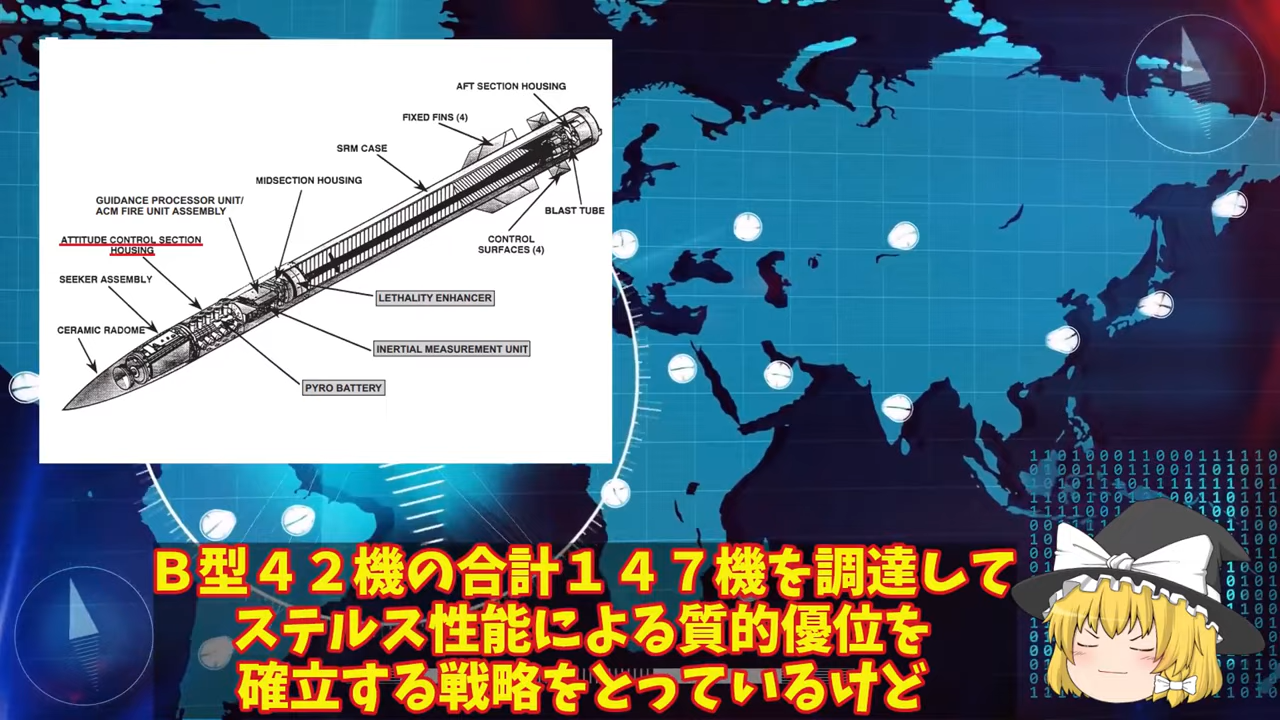 AFT SECTION HOUSING
FIXED FINS (4)
SRM CASE
MIDSECTION HOUSING
GUIDANCE PROCESSOR UNIT/
ACM FIRE UNIT ASSEMBLY
BLAST TUBE
ATTITUDE CONTROL SECTION
HOUSING
CONTROL
SURFACES (4)
SEEKER ASSEMBLY
LETHALITY ENHANCER
CERAMIC RADOME
INERTIAL MEASUREMENT UNIT
PYRO BATTERY
B型42機の合計147機を調達して
ステルス性能による質的優位を
確立する戦略をとっているけど